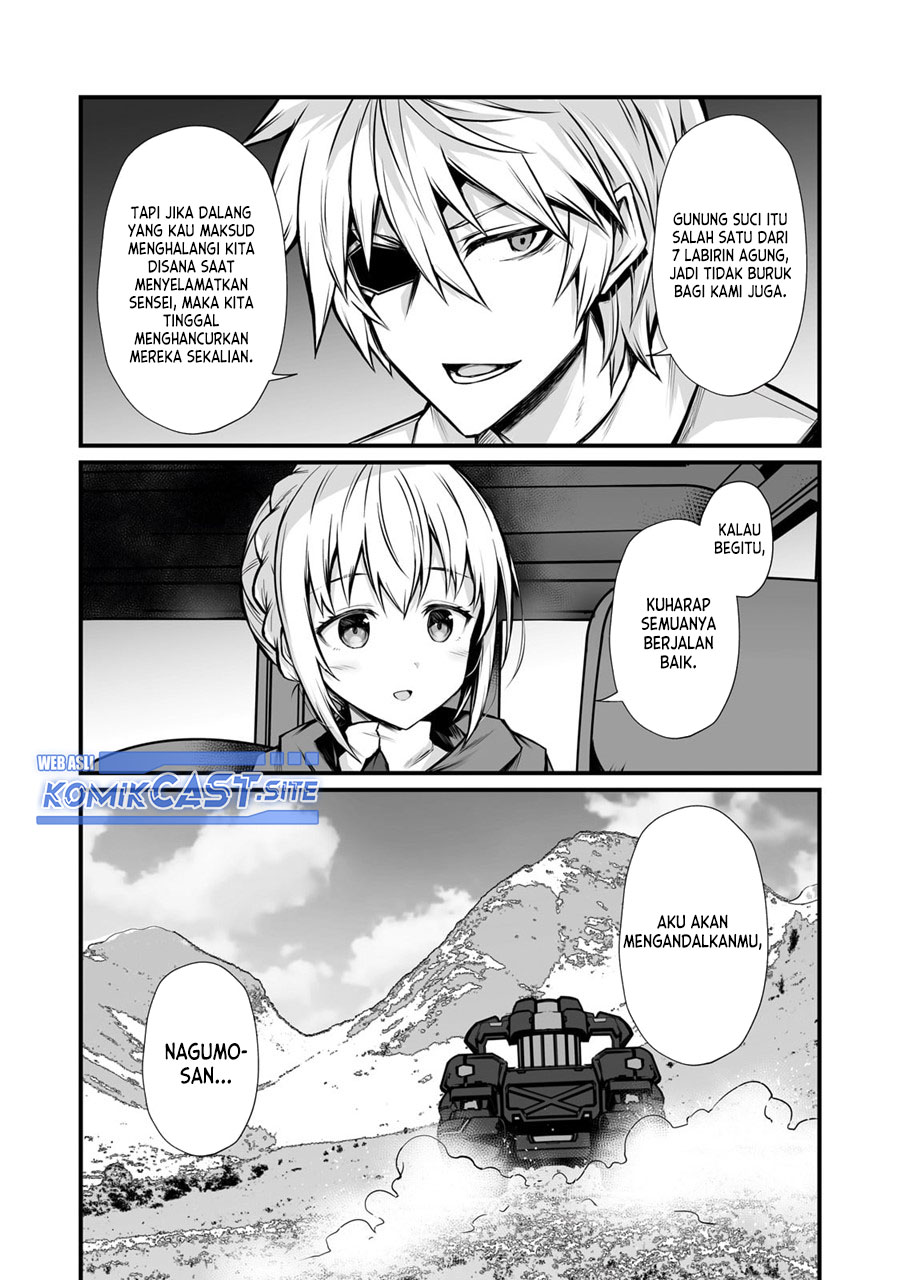 GUNUNG SUCI ITU
SALAH SATU DARI
7 LABIRIN AGUNG,
JADI TIDAK BURUK
BAGI KAMI JUGA.
TAPI JIKA DALANG
YANG KAU MAKSUD
MENGHALANGI KITA
DISANA SAAT
MENYELAMATKAN
SENSEI, MAKA KITA
TINGGAL
MENGHANCURKAN
MEREKA SEKALIAN.
KALAU
BEGITU,
KUHARAP
SEMUANYA
BERJALAN
BAIK.
WEB ASLI
KOMIKCAST.SITE
AKU AKAN
MENGANDALKANMU,
NAGUMO-
SAN...